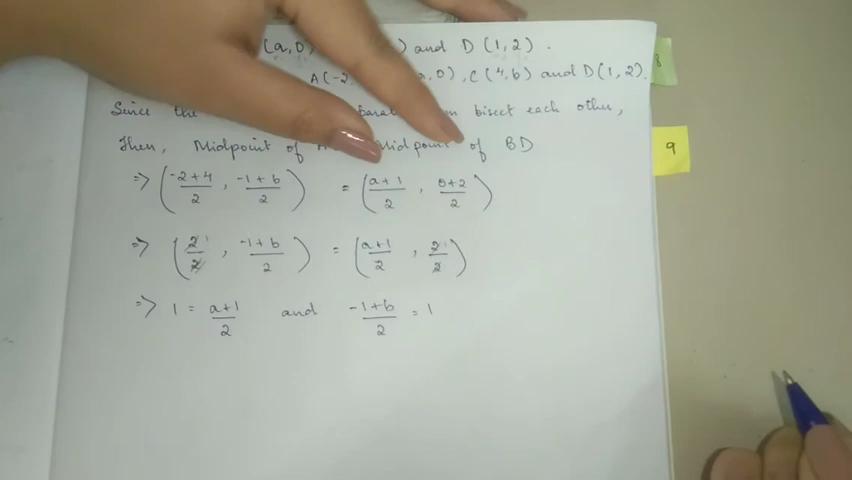 (a,0) ) and D (1,2).
A(-2 a,0), C(4,b) and D(1,2).
Since the bisect each other,
Then, Midpoint of A Midpoint of BD
=> (-2+4/2 , -1+b/2) = (a+1/2 , 0+2/2)
=> (2/2 1 , -1+b/2) = (a+1/2 , 2/2 1)
=> 1 = a+1/2 and -1+b/2 = 1
8
9